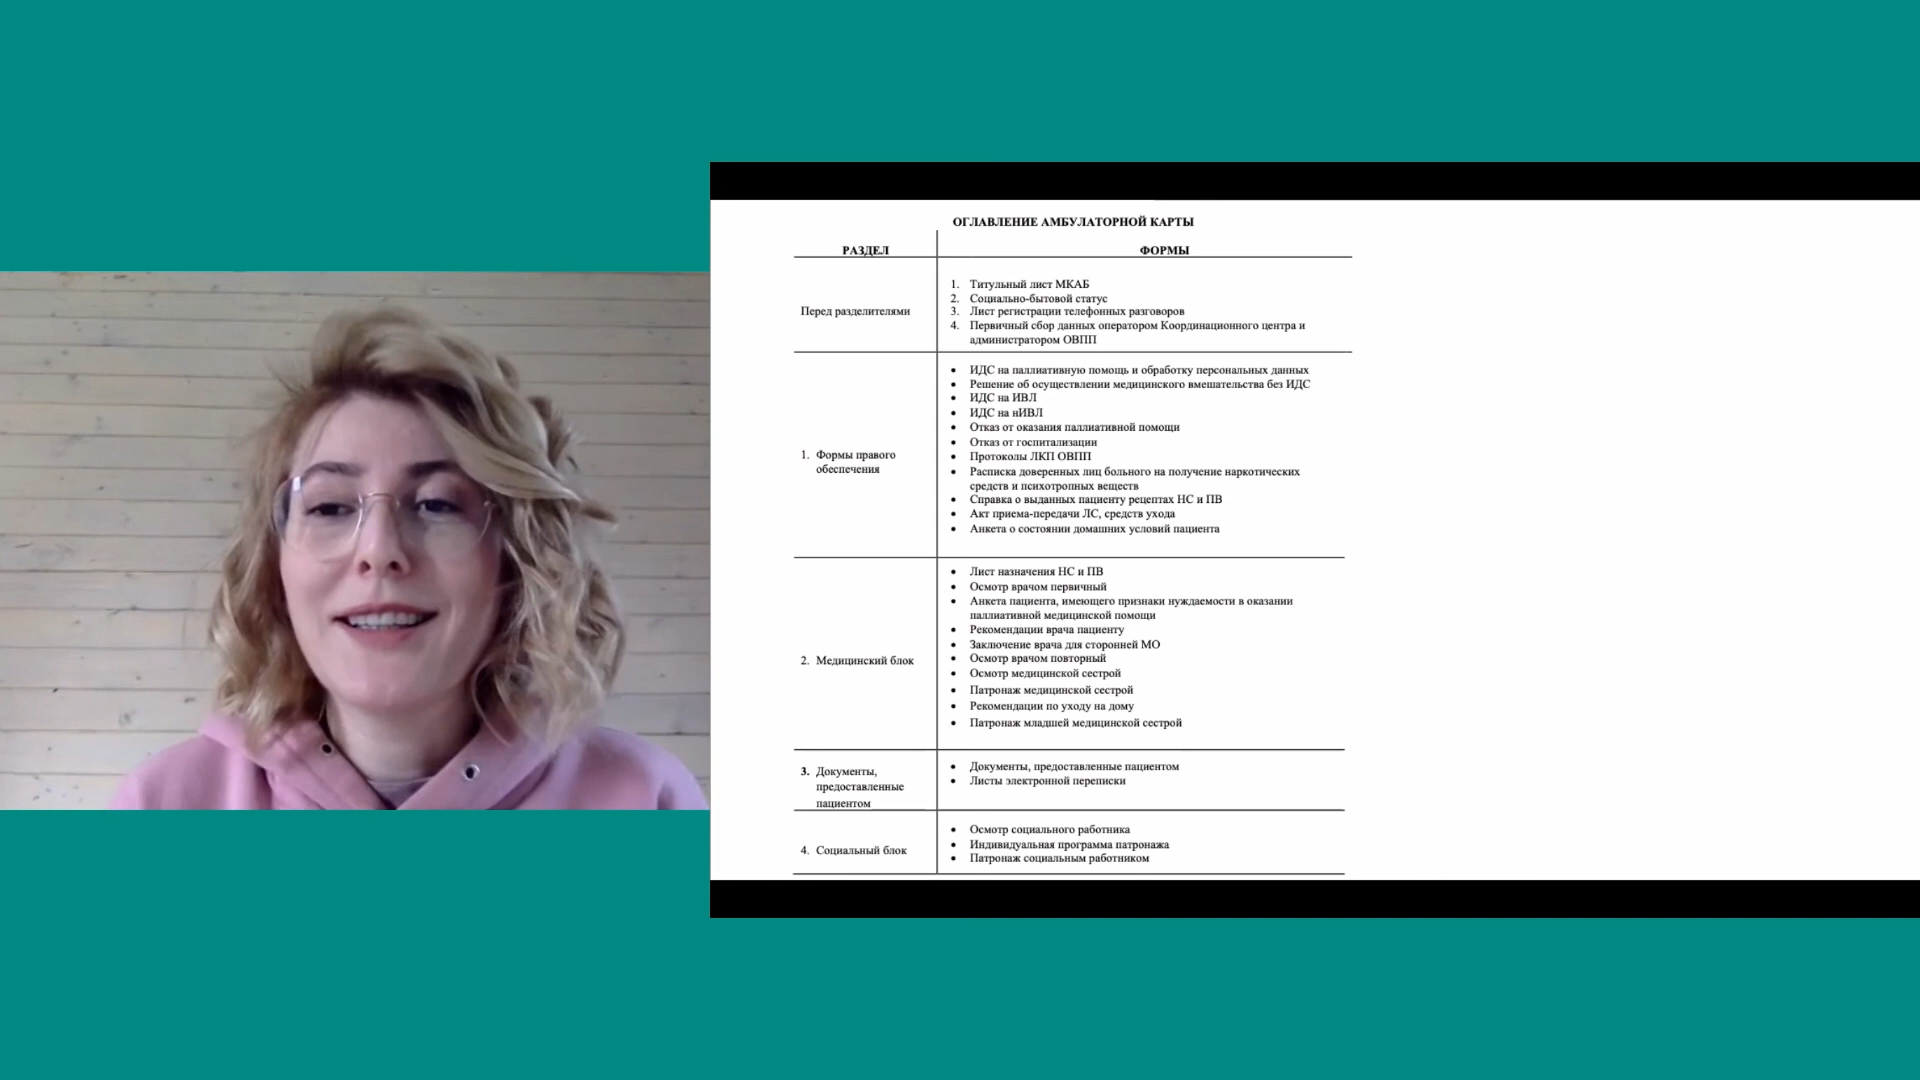 ОГЛАВЛЕНИЕ АМБУЛАТОРНОЙ КАРТЫ
РАЗДЕЛ
ФОРМЫ
Перед разделителями
1. Титульный лист МКАБ
2. Социально-бытовой статус
3. Лист регистрации телефонных разговоров
4. Первичный сбор данных оператором Координационного центра и
администратором ОВПП
1. Формы правого
обеспечения
• ИДС на паллиативную помощь и обработку персональных данных
• Решение об осуществлении медицинского вмешательства без ИДС
• ИДС на ИВЛ
• ИДС на нИВЛ
• Отказ от оказания паллиативной помощи
• Отказ от госпитализации
• Протоколы ЛКП ОВПП
• Расписка доверенных лиц больного на получение наркотических
средств и психотропных веществ
• Справка о выданных пациенту рецептах НС и ПВ
• Акт приема-передачи ЛС, средств ухода
• Анкета о состоянии домашних условий пациента
2. Медицинский блок
• Лист назначения НС и ПВ
• Осмотр врачом первичный
• Анкета пациента, имеющего признаки нуждаемости в оказании
паллиативной медицинской помощи
• Рекомендации врача пациенту
• Заключение врача для сторонней МО
• Осмотр врачом повторный
• Осмотр медицинской сестрой
• Патронаж медицинской сестрой
• Рекомендации по уходу на дому
• Патронаж младшей медицинской сестрой
3. Документы,
предоставленные
пациентом
• Документы, предоставленные пациентом
• Листы электронной переписки
4. Социальный блок
• Осмотр социального работника
• Индивидуальная программа патронажа
• Патронаж социальным работником